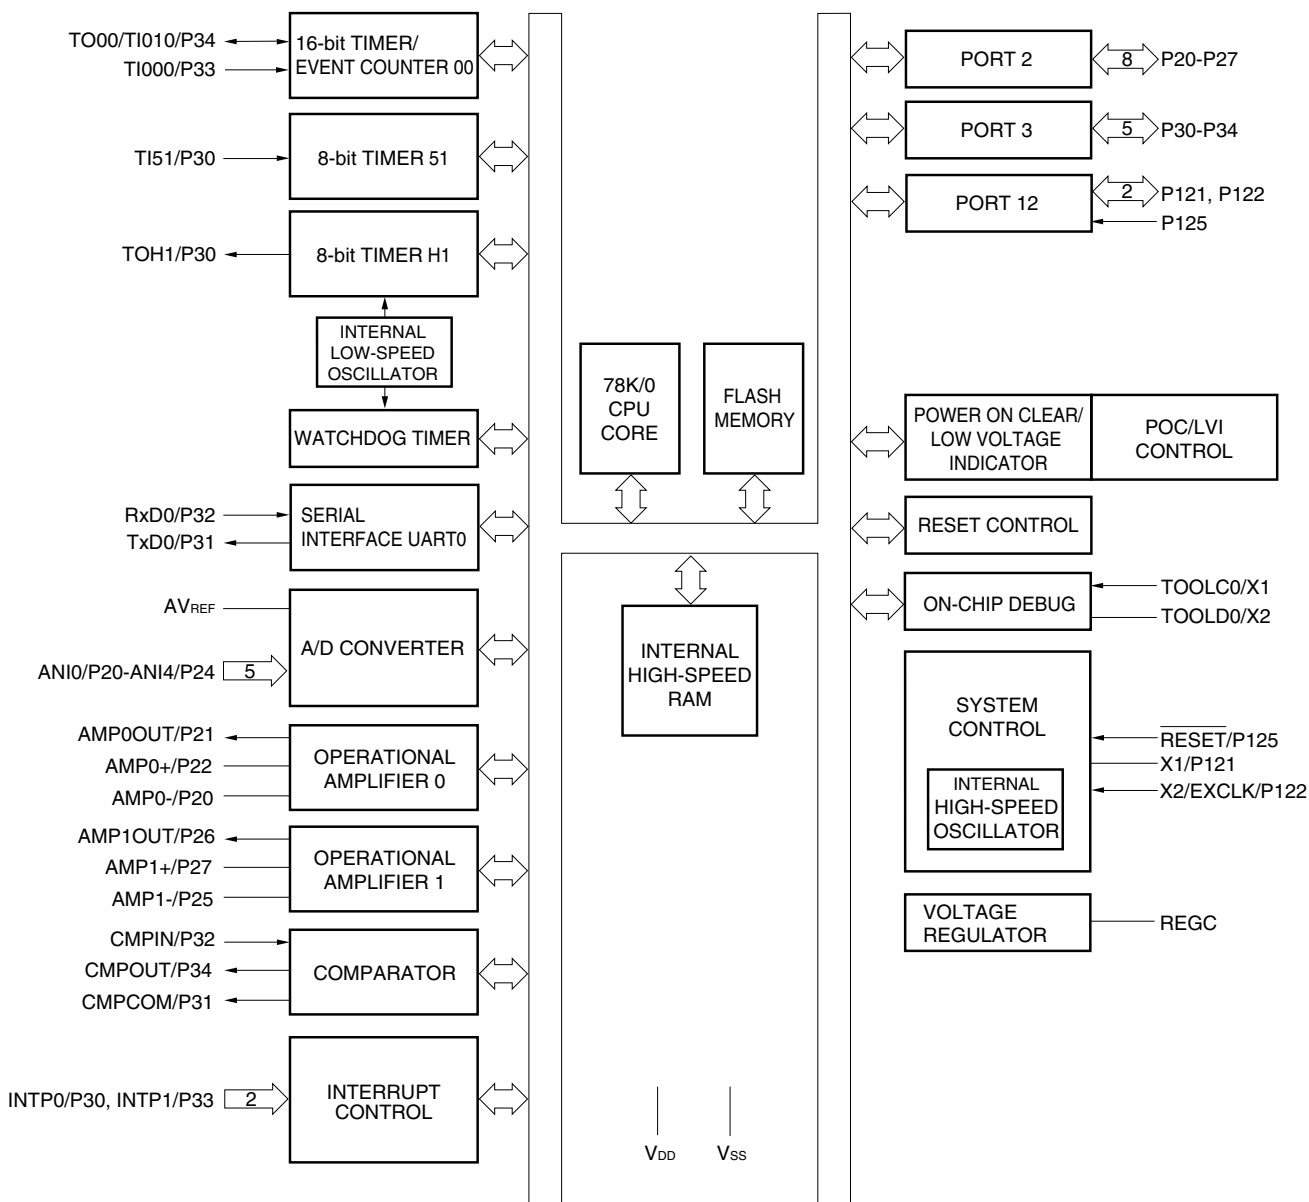 TO00/TI010/P34
TI000/P33
16-bit TIMER/
EVENT COUNTER 00
TI51/P30
8-bit TIMER 51
TOH1/P30
8-bit TIMER H1
INTERNAL
LOW-SPEED
OSCILLATOR
WATCHDOG TIMER
RxD0/P32
TxD0/P31
SERIAL
INTERFACE UART0
AVREF
ANI0/P20-ANI4/P24
5
A/D CONVERTER
AMP0OUT/P21
AMP0+/P22
AMP0-/P20
OPERATIONAL
AMPLIFIER 0
AMP1OUT/P26
AMP1+/P27
AMP1-/P25
OPERATIONAL
AMPLIFIER 1
CMPIN/P32
CMPOUT/P34
CMPCOM/P31
COMPARATOR
INTP0/P30, INTP1/P33
2
INTERRUPT
CONTROL
78K/0
CPU
CORE
FLASH
MEMORY
INTERNAL
HIGH-SPEED
RAM
VDD
VSS
PORT 2
8
P20-P27
PORT 3
5
P30-P34
PORT 12
2
P121, P122
P125
POWER ON CLEAR/
LOW VOLTAGE
INDICATOR
POC/LVI
CONTROL
RESET CONTROL
ON-CHIP DEBUG
TOOLC0/X1
TOOLD0/X2
SYSTEM
CONTROL
RESET/P125
X1/P121
X2/EXCLK/P122
INTERNAL
HIGH-SPEED
OSCILLATOR
VOLTAGE
REGULATOR
REGC